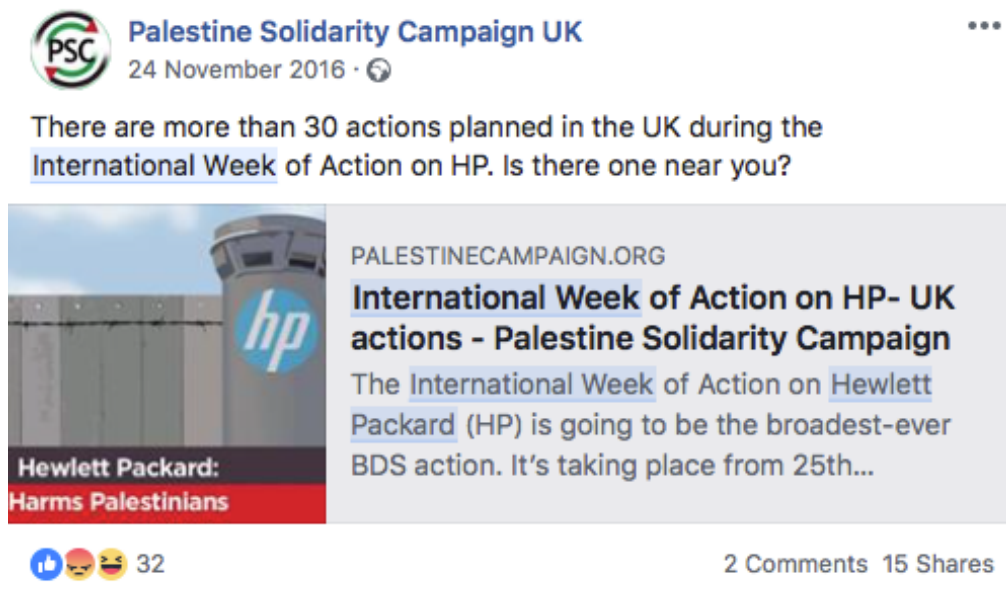 PSC
Palestine Solidarity Campaign UK
24 November 2016 ·
There are more than 30 actions planned in the UK during the
International Week of Action on HP. Is there one near you?
hp
Hewlett Packard:
Harms Palestinians
PALESTINECAMPAIGN.ORG
International Week of Action on HP- UK
actions - Palestine Solidarity Campaign
The International Week of Action on Hewlett
Packard (HP) is going to be the broadest-ever
BDS action. It's taking place from 25th...
32
2 Comments 15 Shares